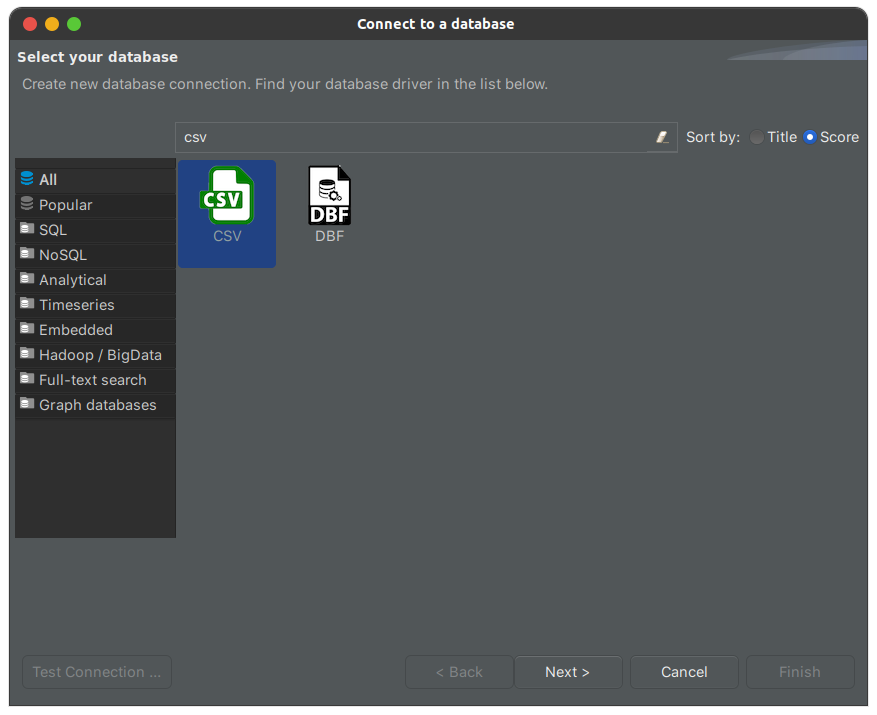 Connect to a database
Select your database
Create new database connection. Find your database driver in the list below.
csv
Sort by: Title Score
All
Popular
SQL
NoSQL
Analytical
Timeseries
Embedded
Hadoop / BigData
Full-text search
Graph databases
CSV
CSV
DBF
DBF
Test Connection ...
< Back
Next >
Cancel
Finish